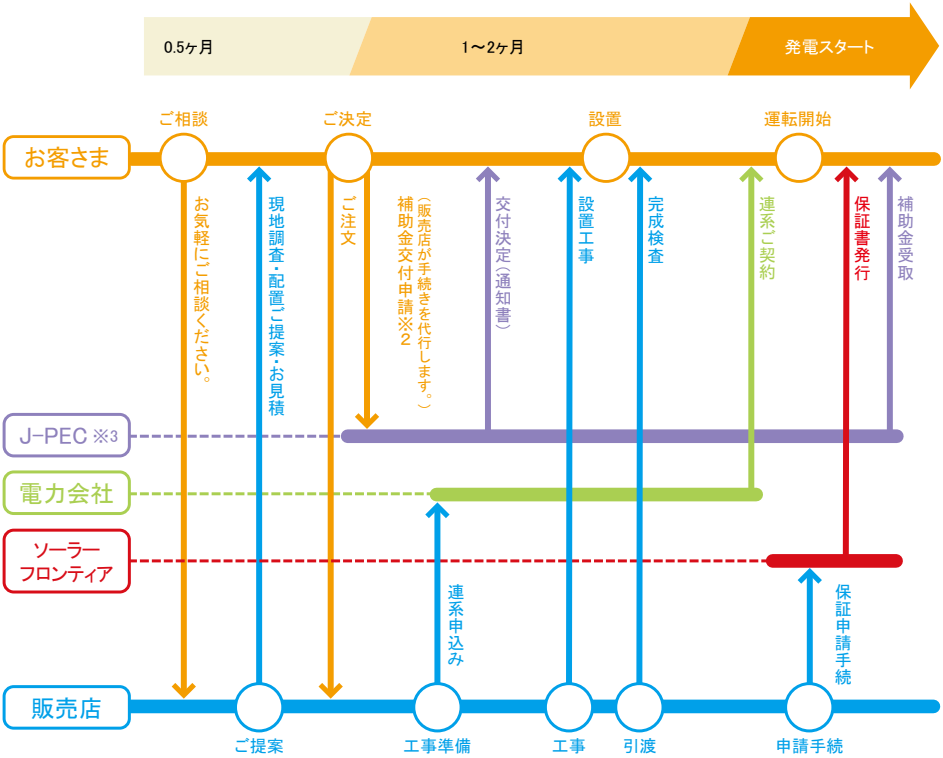 0.5ヶ月
1〜2ヶ月
発電スタート
ご相談
ご決定
設置
運転開始
お客さま
お気軽にご相談ください。
現地調査・配置ご提案・お見積
ご注文
補助金交付申請※2
（販売店が手続きを代行します。）
交付決定（通知書）
設置工事
完成検査
連系ご契約
保証書発行
補助金受取
J-PEC ※3
電力会社
ソーラー
フロンティア
連系申込み
保証申請手続
販売店
ご提案
工事準備
工事
引渡
申請手続